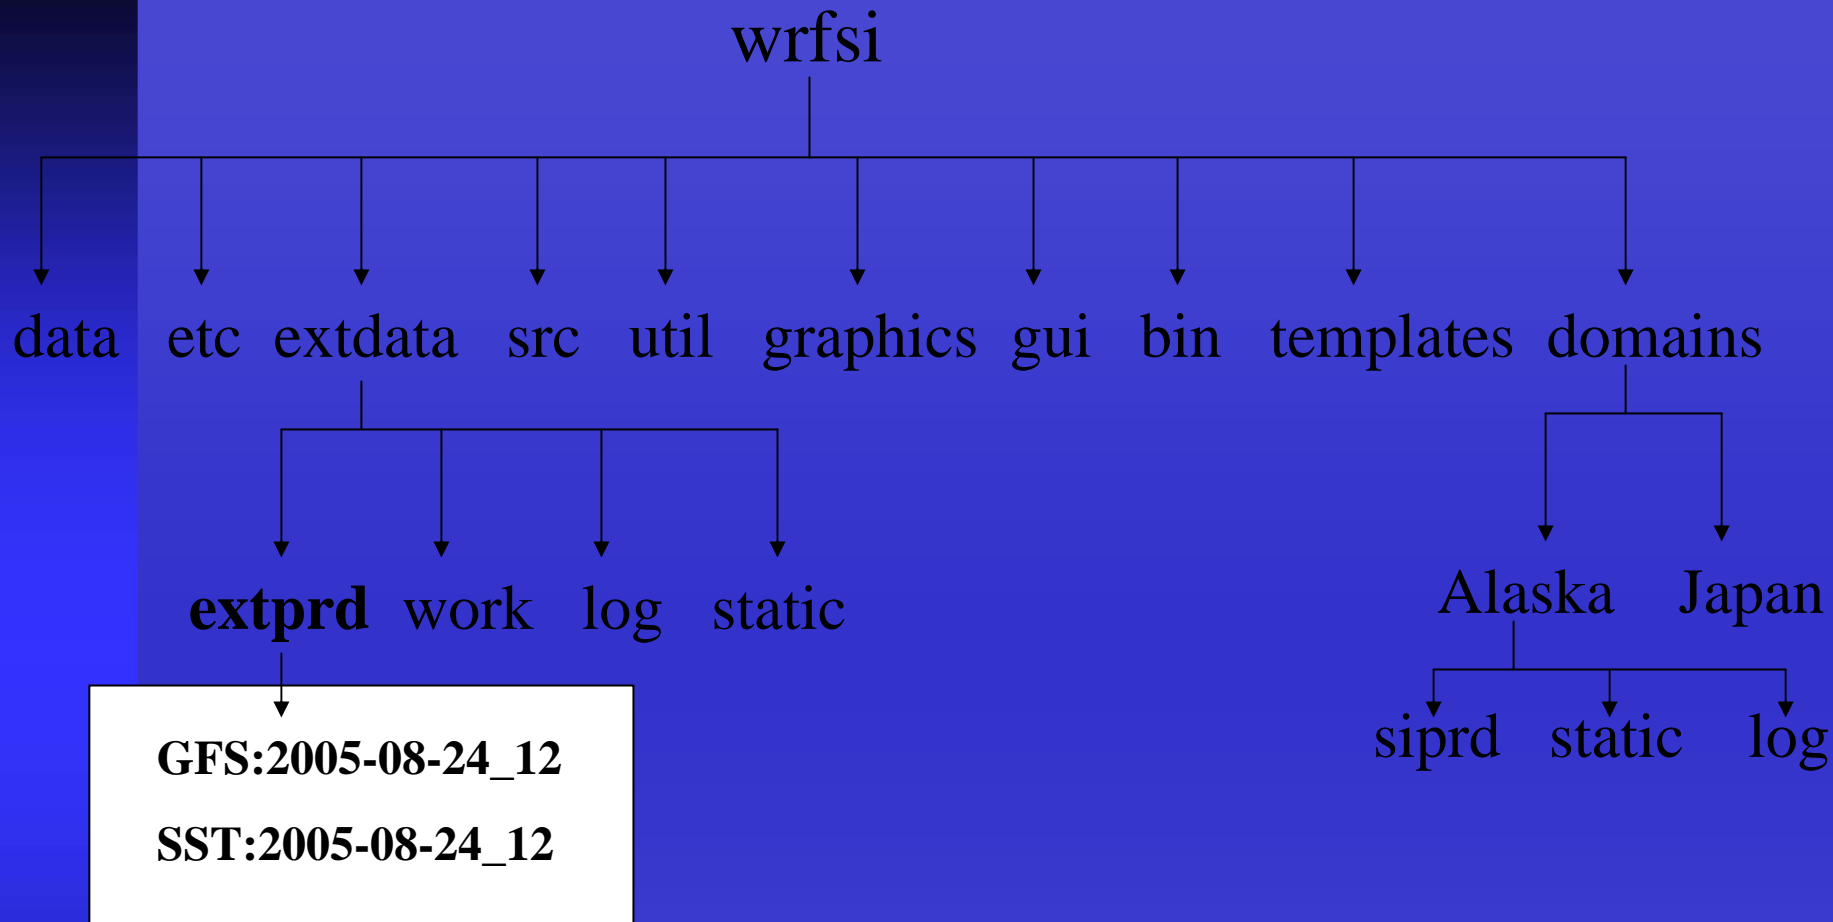 wrfsi
data etc extdata src util graphics gui bin templates domains
extprd work log static
Alaska Japan
siprd static log
GFS:2005-08-24_12
SST:2005-08-24_12